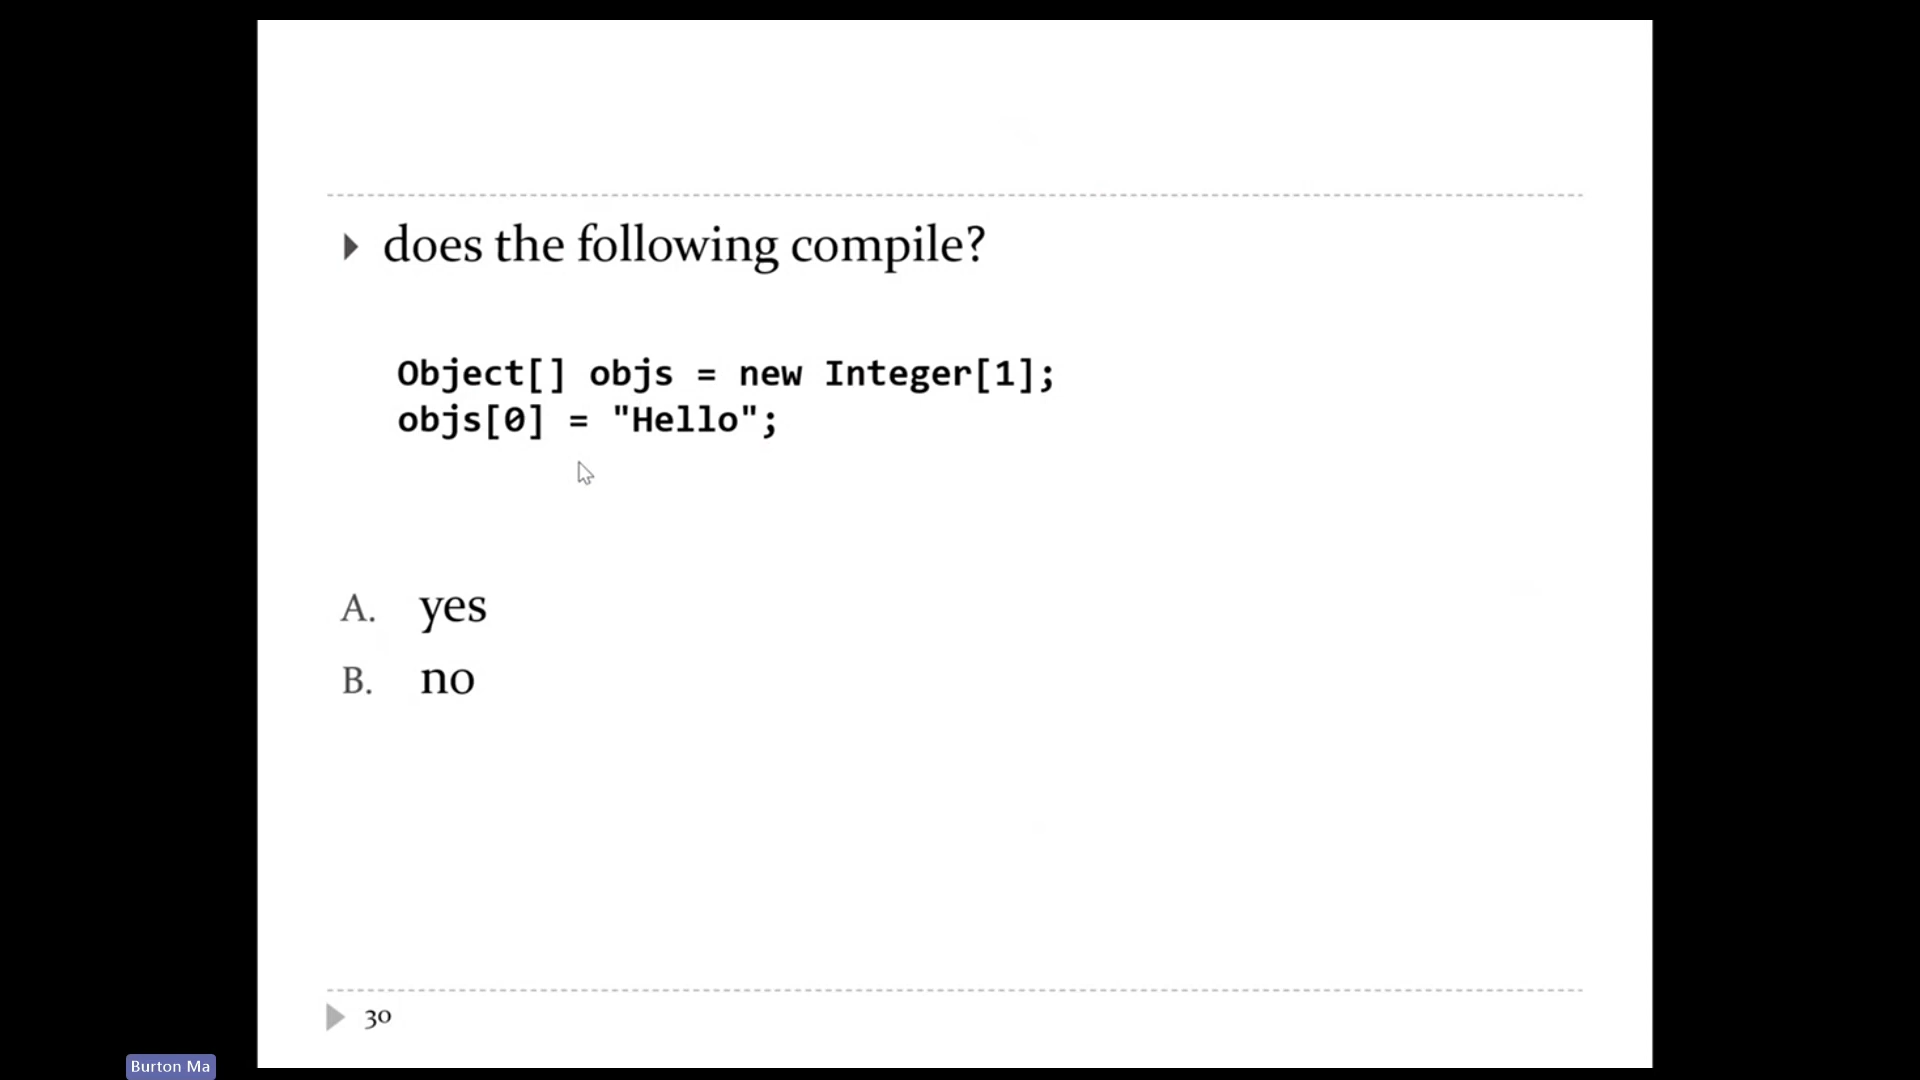 does the following compile?
Object[] objs = new Integer[1];
objs[0] = "Hello";
A. yes
B. no
30
Burton Ma